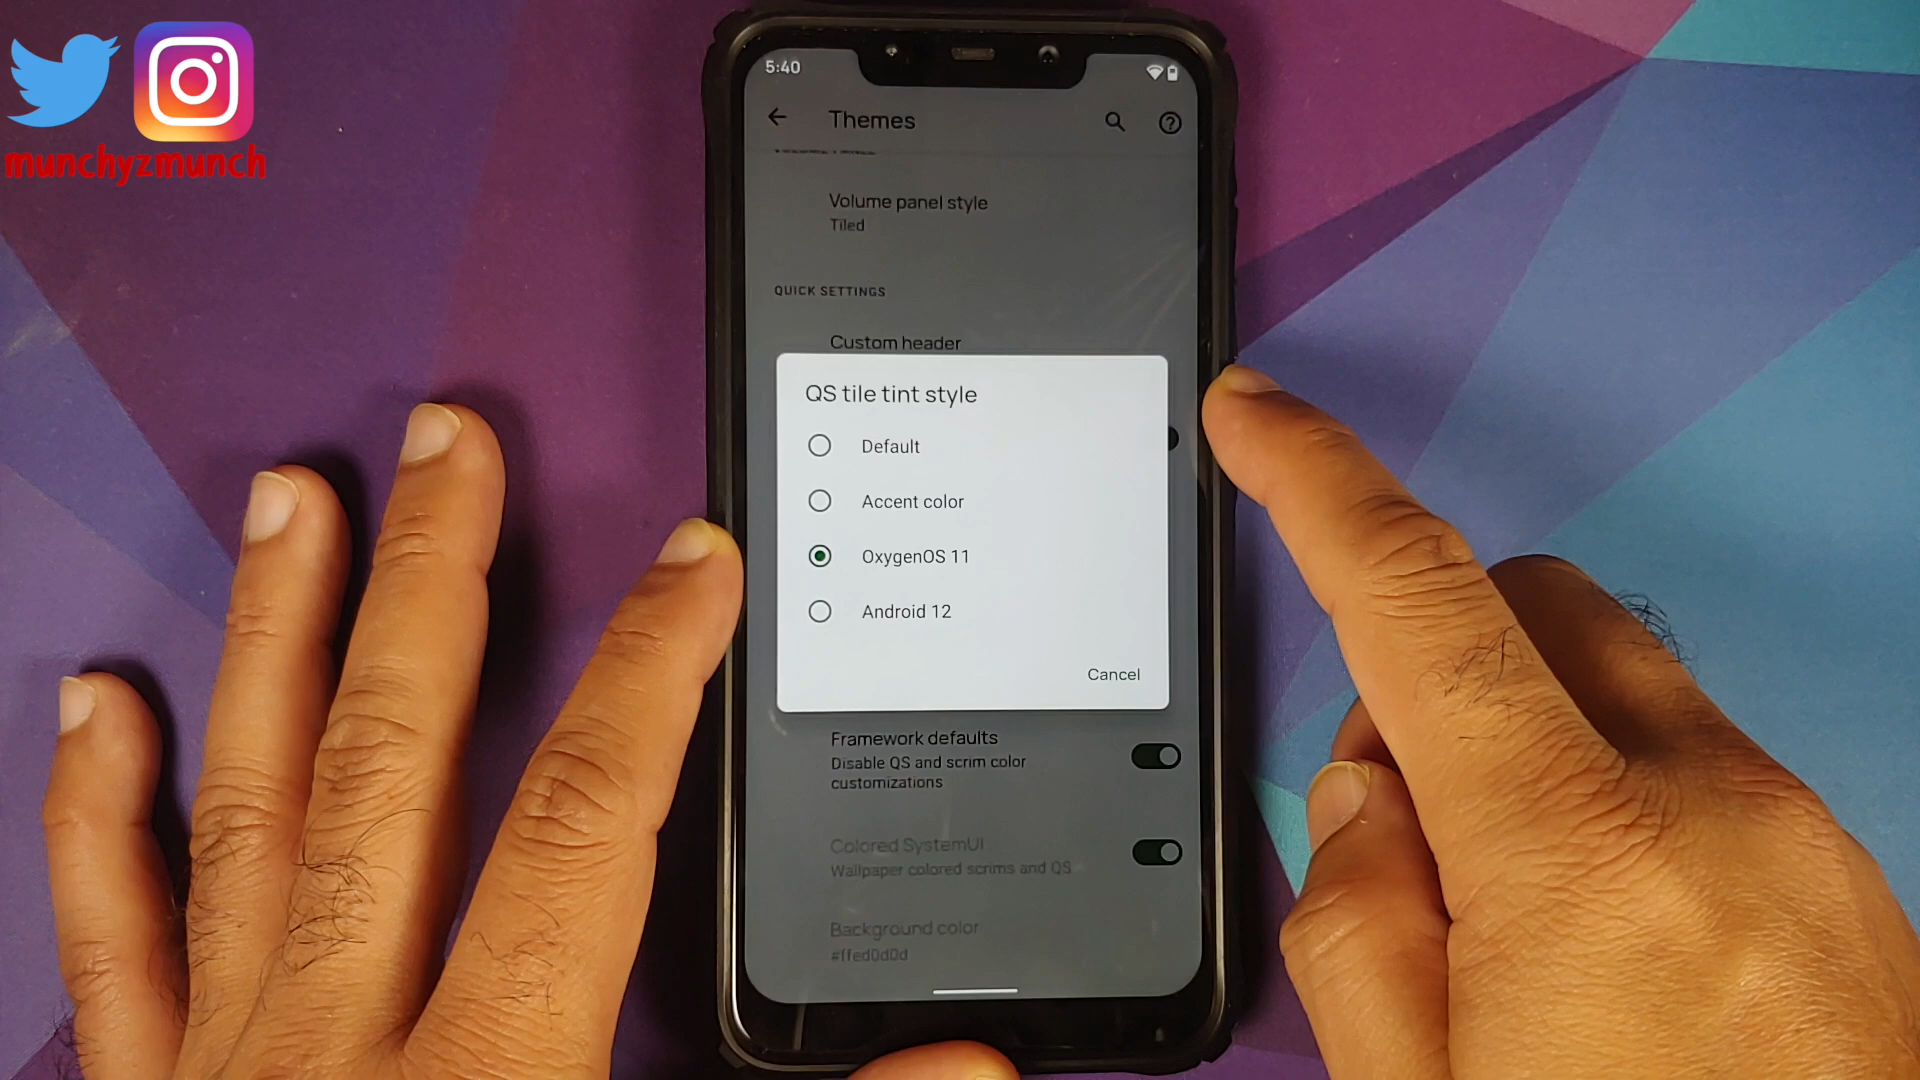 munchyzmunch
5:40
Themes
Volume panel style
Tiled
QUICK SETTINGS
Custom header
QS tile tint style
Default
Accent color
OxygenOS 11
Android 12
Cancel
Framework defaults
Disable QS and scrim color
customizations
Colored SystemUI
Wallpaper colored scrims and QS
Background color
#ffed0d0d